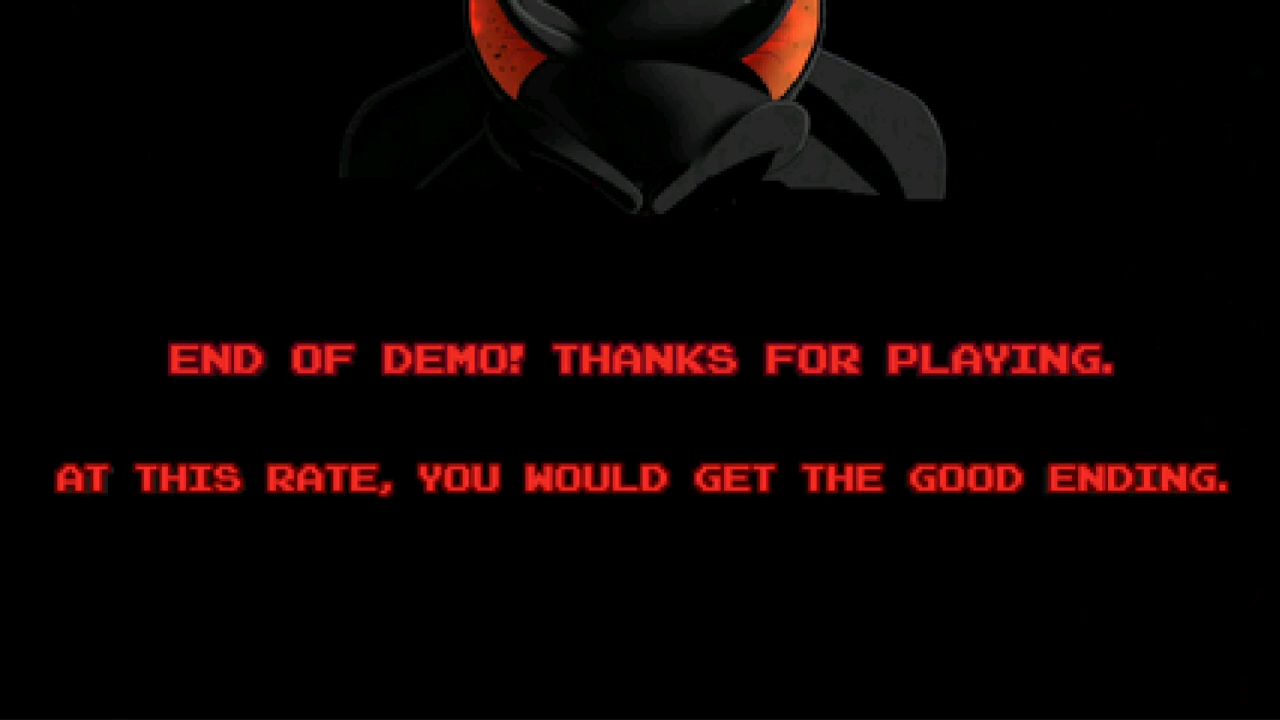 END OF DEMO! THANKS FOR PLAYING.
AT THIS RATE, YOU WOULD GET THE GOOD ENDING.